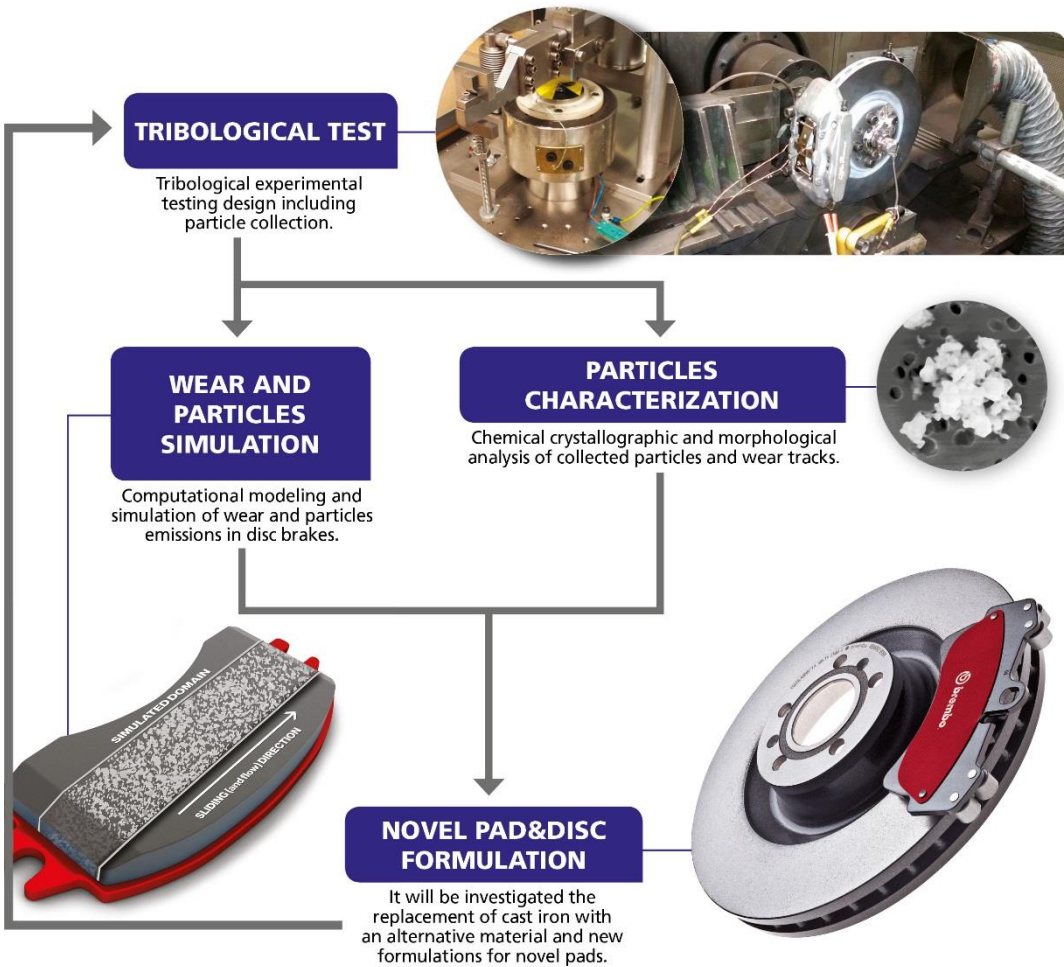 TRIBOLOGICAL TEST
Tribological experimental
testing design including
particle collection.
WEAR AND
PARTICLES
SIMULATION
Computational modeling and
simulation of wear and particles
emissions in disc brakes.
PARTICLES
CHARACTERIZATION
Chemical crystallographic and morphological
analysis of collected particles and wear tracks.
SIMULATED DOMAIN
SLIDING (and flow) DIRECTION
brembo
NOVEL PAD&DISC
FORMULATION
It will be investigated the
replacement of cast iron with
an alternative material and new
formulations for novel pads.